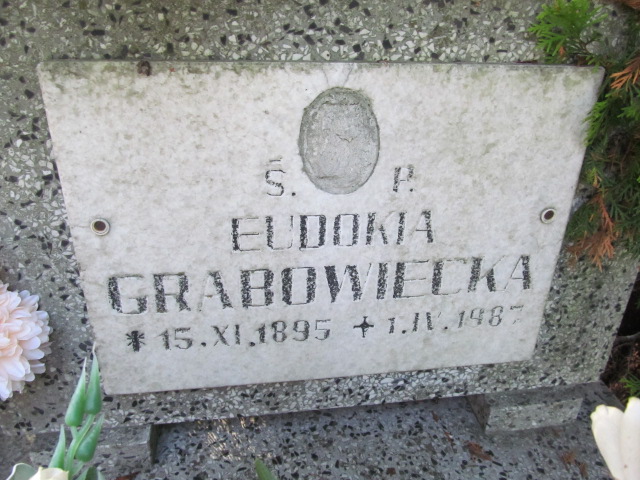 Ś. P.
EUDOKIA
GRABOWIECKA
* 15.XI.1895 ✝ 1.IV.1987